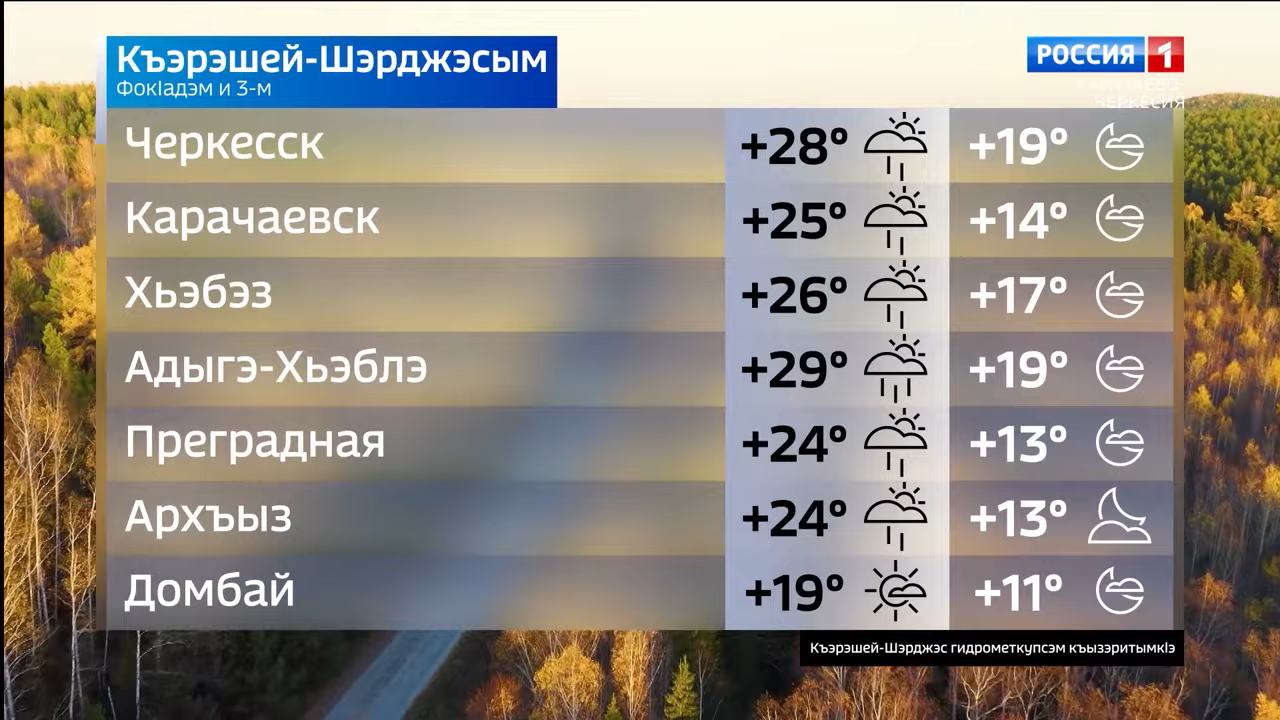 Къэрэшей-Шэрджэсым
ФокIадэм и 3-м
РОССИЯ 1
ЧЕРКЕСИЯ
Черкесск +28° +19°
Карачаевск +25° +14°
Хьэбэз +26° +17°
Адыгэ-Хьэблэ +29° +19°
Преградная +24° +13°
Архъыз +24° +13°
Домбай +19° +11°
Къэрэшей-Шэрджэс гидрометкупсэм къызэритымкIэ